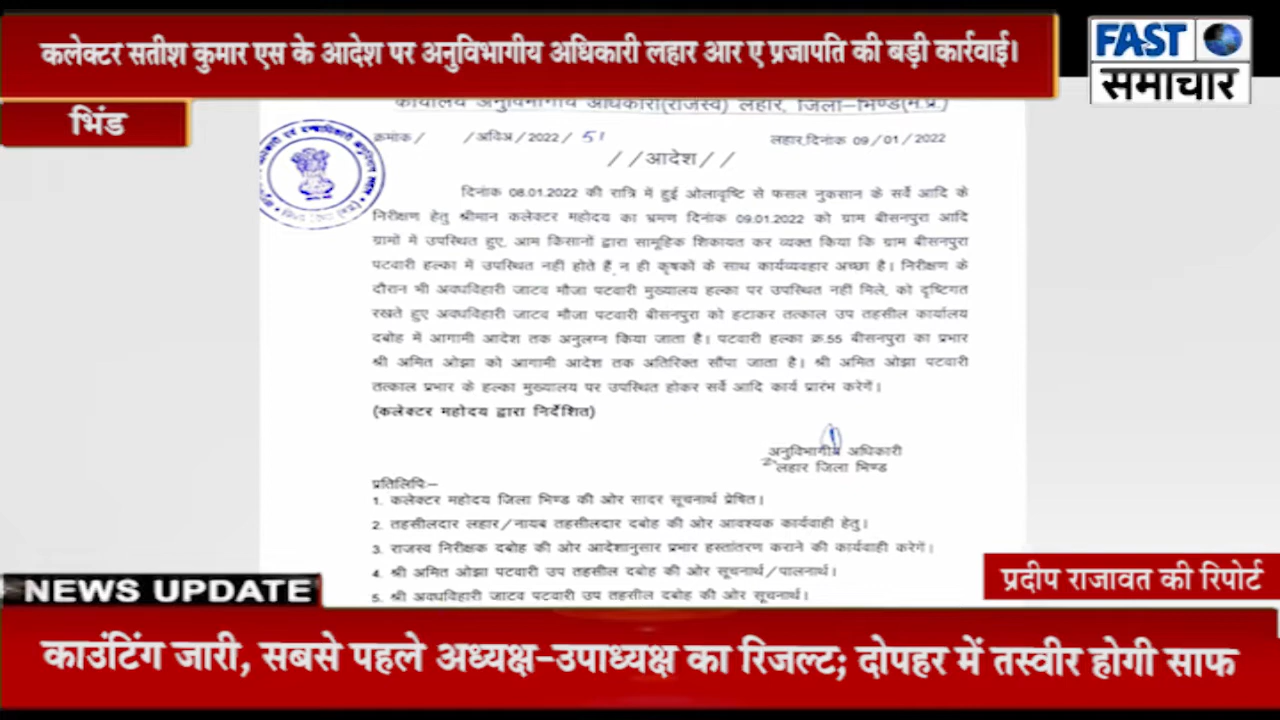 कलेक्टर सतीश कुमार एस के आदेश पर अनुविभागीय अधिकारी लहार आर ए प्रजापति की बड़ी कार्रवाई।
FAST
समाचार
भिंड
कार्यालय अनुविभागीय अधिकारी(राजस्व) लहार, जिला–भिण्ड(म.प्र.)
क्रमांक/ /अविअ/2022/ 51 लहार,दिनांक 09/01/2022
//आदेश//
दिनांक 08.01.2022 की रात्रि में हुई ओलावृष्टि से फसल नुकसान के सर्वे आदि के
निरीक्षण हेतु श्रीमान कलेक्टर महोदय का भ्रमण दिनांक 09.01.2022 को ग्राम बीसनपुरा आदि
ग्रामों में उपस्थित हुए, आम किसानों द्वारा सामूहिक शिकायत कर व्यक्त किया कि ग्राम बीसनपुरा
पटवारी हल्का में उपस्थित नहीं होते हैं, न ही कृषकों के साथ कार्यव्यवहार अच्छा है। निरीक्षण के
दौरान भी अवधविहारी जाटव मौजा पटवारी मुख्यालय हल्का पर उपस्थित नहीं मिले, को दृष्टिगत
रखते हुए अवधविहारी जाटव मौजा पटवारी बीसनपुरा को हटाकर तत्काल उप तहसील कार्यालय
दबोह में आगामी आदेश तक अनुलग्न किया जाता है। पटवारी हल्का क्र.55 बीसनपुरा का प्रभार
श्री अमित ओझा को आगामी आदेश तक अतिरिक्त सौंपा जाता है। श्री अमित ओझा पटवारी
तत्काल प्रभार के हल्का मुख्यालय पर उपस्थित होकर सर्वे आदि कार्य प्रारंभ करेगें।
(कलेक्टर महोदय द्वारा निर्देशित)
अनुविभागीय अधिकारी
लहार जिला भिण्ड
प्रतिलिपिः–
1. कलेक्टर महोदय जिला भिण्ड की ओर सादर सूचनार्थ प्रेषित।
2. तहसीलदार लहार/नायब तहसीलदार दबोह की ओर आवश्यक कार्यवाही हेतु।
3. राजस्व निरीक्षक दबोह की ओर आदेशानुसार प्रभार हस्तांतरण कराने की कार्यवाही करेगें।
4. श्री अमित ओझा पटवारी उप तहसील दबोह की ओर सूचनार्थ/पालनार्थ।
5. श्री अवधविहारी जाटव पटवारी उप तहसील दबोह की ओर सूचनार्थ।
प्रदीप राजावत की रिपोर्ट
NEWS UPDATE
काउंटिंग जारी, सबसे पहले अध्यक्ष-उपाध्यक्ष का रिजल्ट; दोपहर में तस्वीर होगी साफ